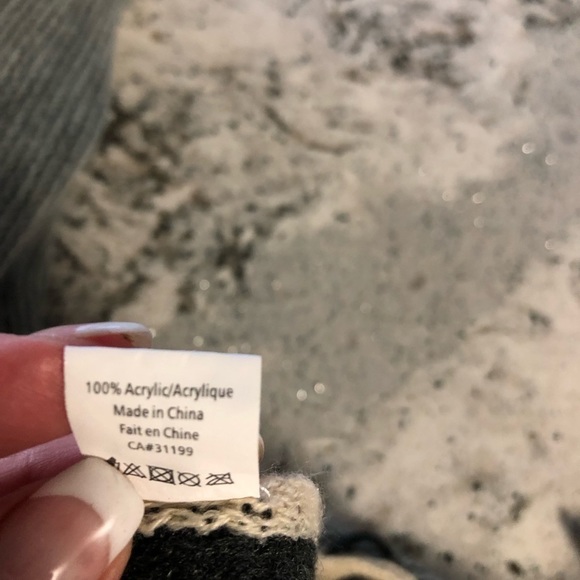 100% Acrylic/Acrylique
Made in China
Fait en Chine
CA#31199